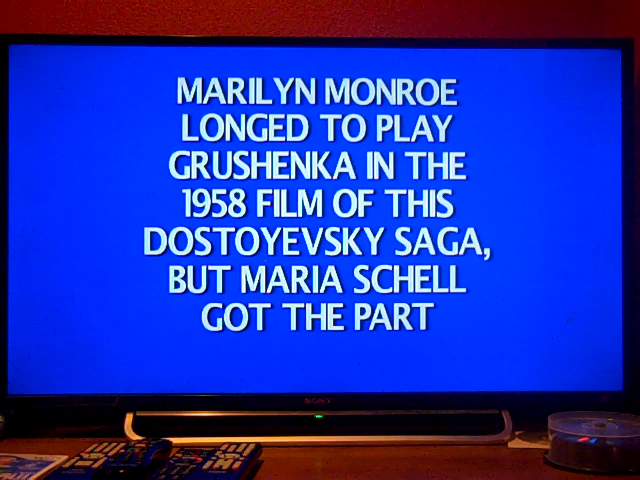 MARILYN MONROE
LONGED TO PLAY
GRUSHENKA IN THE
1958 FILM OF THIS
DOSTOYEVSKY SAGA,
BUT MARIA SCHELL
GOT THE PART
SONY